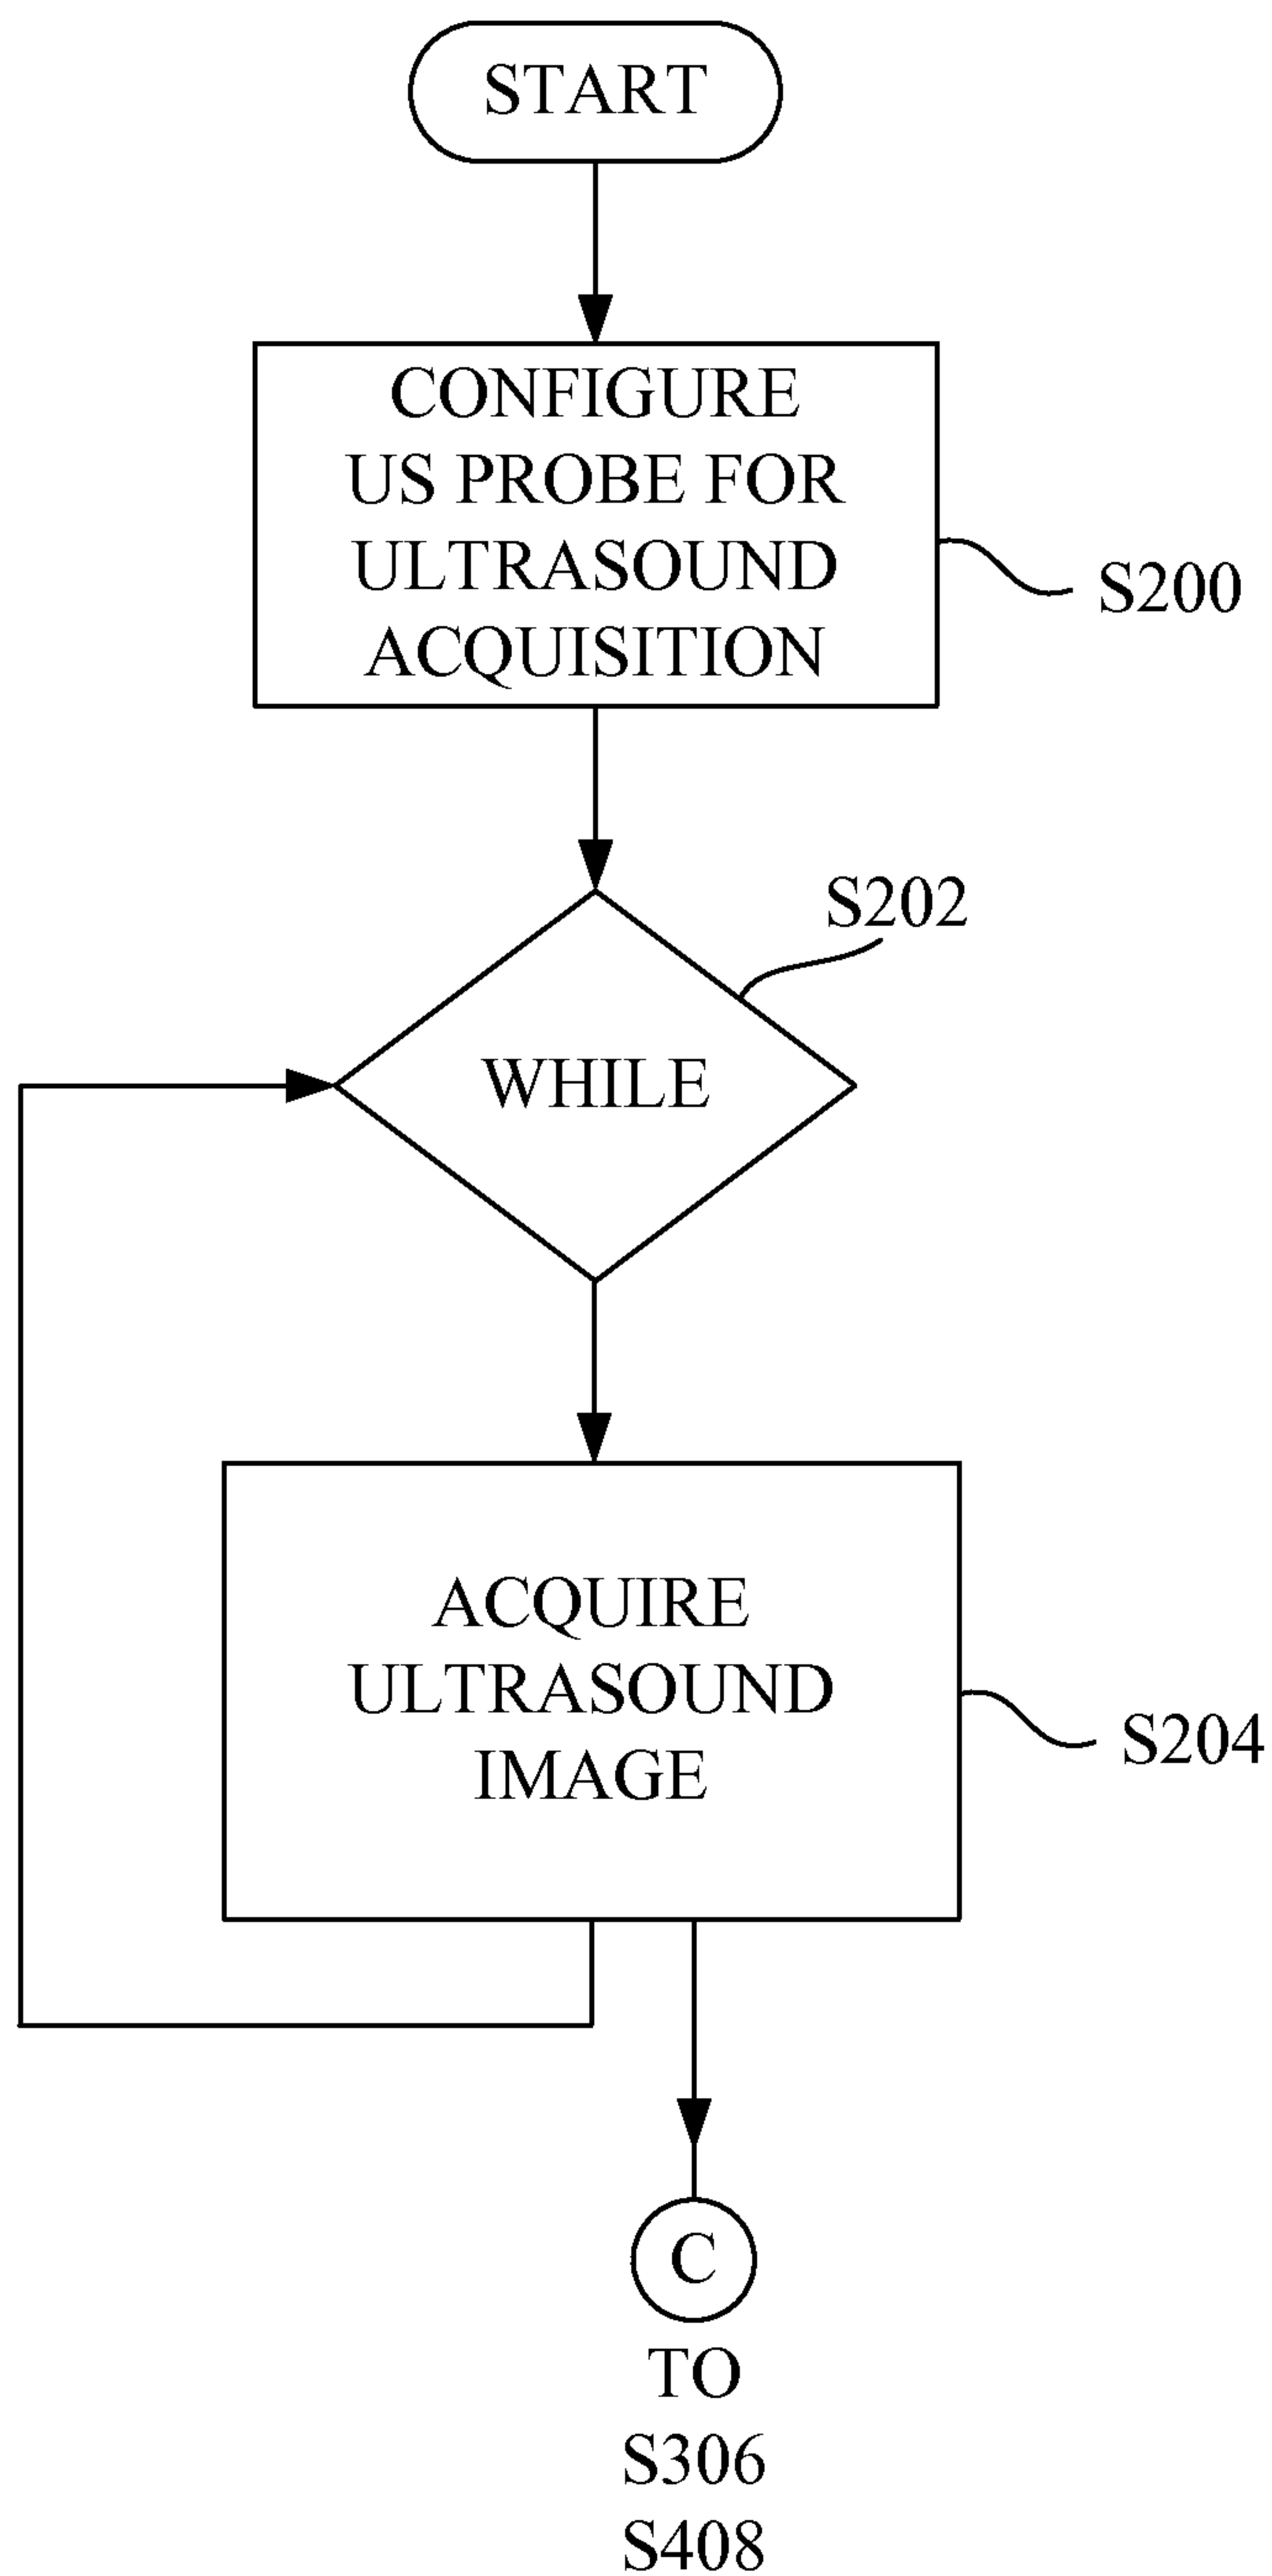 START
CONFIGURE
US PROBE FOR
ULTRASOUND
ACQUISITION
S200
S202
WHILE
ACQUIRE
ULTRASOUND
IMAGE
S204
C
TO
S306
S408